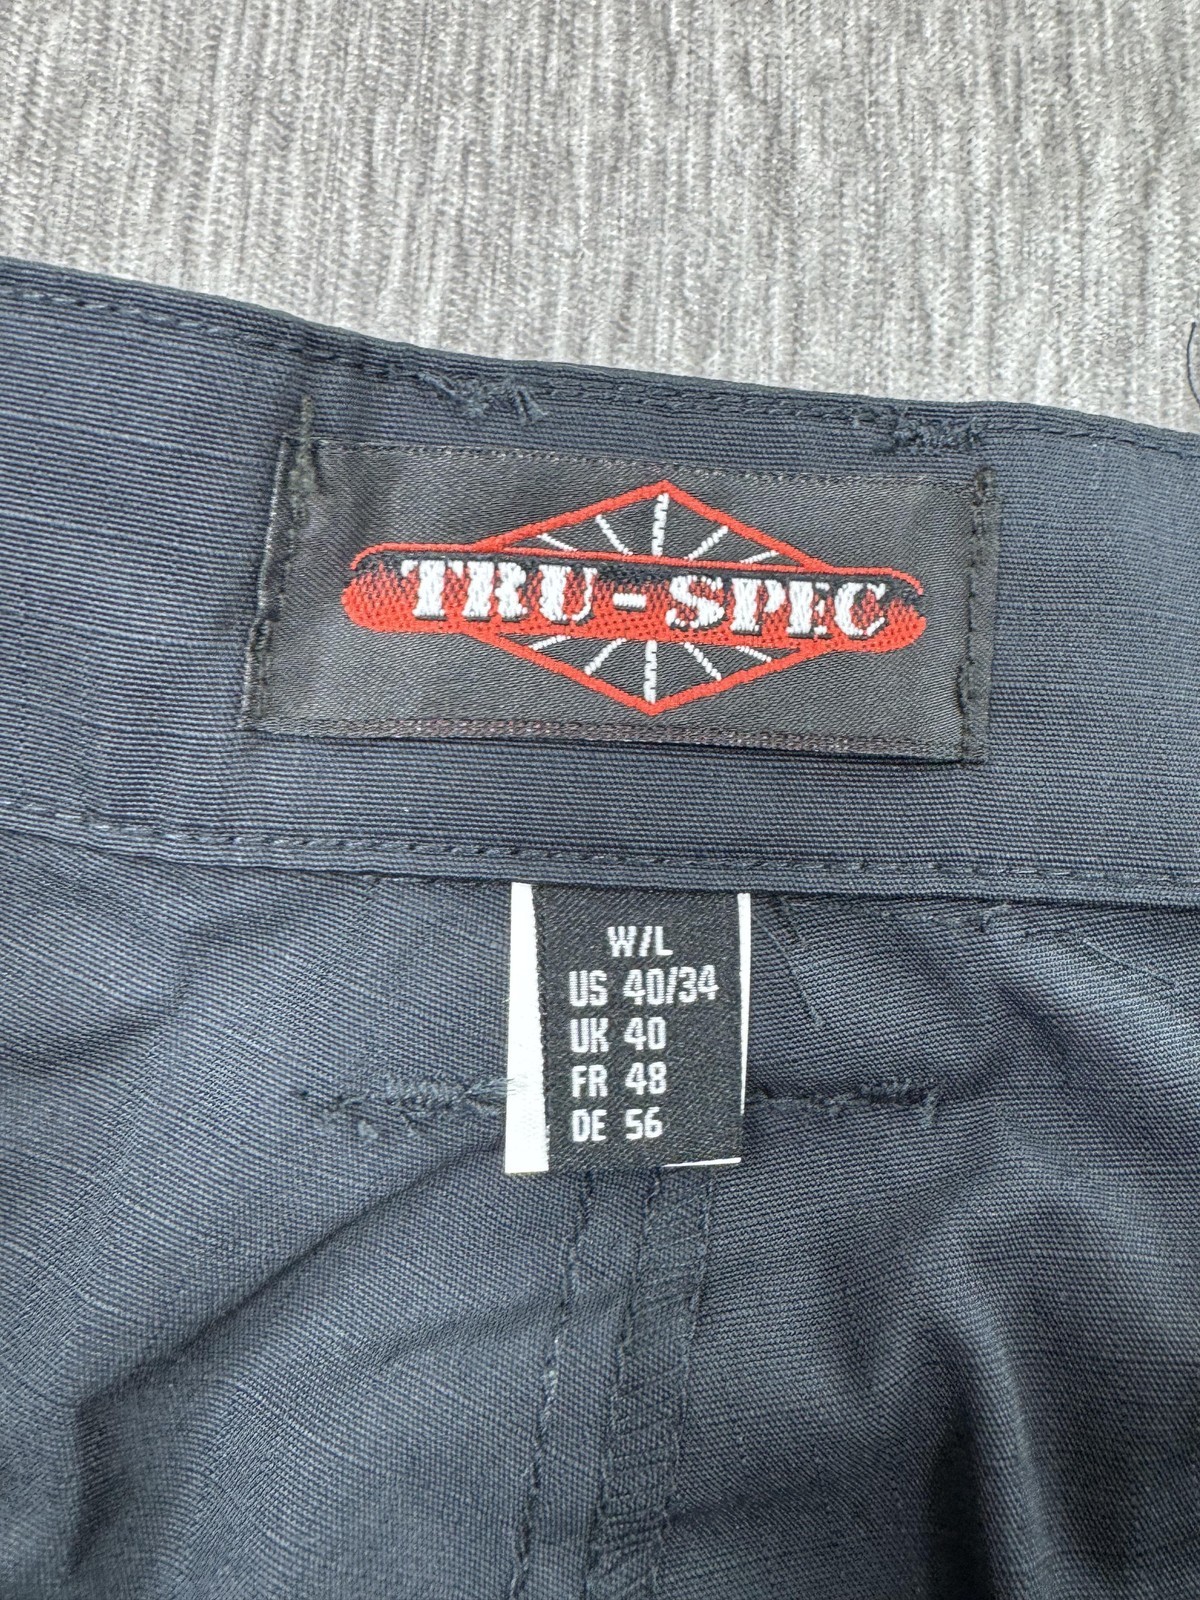 TRU-SPEC
W/L
US 40/34
UK 40
FR 48
DE 56